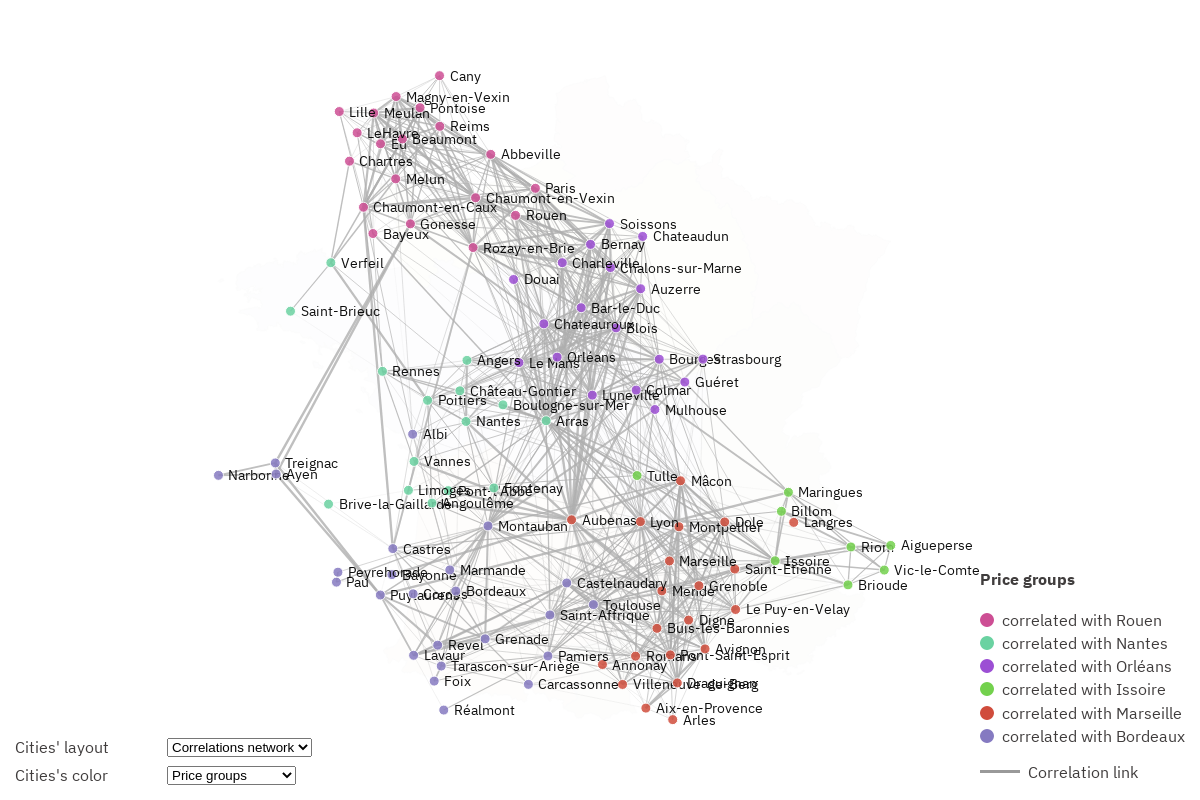 Cany
Magny-en-Vexin
Pontoise
Lille
Meulan
Reims
LeHavre
Beaumont
Eu
Abbeville
Chartres
Melun
Paris
Chaumont-en-Vexin
Chaumont-en-Caux
Rouen
Gonesse
Soissons
Bayeux
Chateaudun
Rozay-en-Brie
Bernay
Verfeil
Charleville
Chalons-sur-Marne
Douai
Auzerre
Saint-Brieuc
Bar-le-Duc
Chateauroux
Blois
Angers
Le Mans
Orléans
Bourges
Strasbourg
Rennes
Guéret
Château-Gontier
Colmar
Poitiers
Boulogne-sur-Mer
Luneville
Mulhouse
Nantes
Arras
Albi
Treignac
Vannes
Narbonne
Ayen
Tulle
Mâcon
Limoges
Pont-l'Abbé
Fontenay
Maringues
Brive-la-Gaillarde
Angoulême
Billom
Montauban
Aubenas
Lyon
Montpellier
Dole
Langres
Castres
Riom
Aigueperse
Marseille
Issoire
Saint-Etienne
Vic-le-Comte
Peyrehorade
Bayonne
Marmande
Pau
Castelnaudary
Mende
Grenoble
Brioude
Price groups
Puylaurens
Bordeaux
Toulouse
Le Puy-en-Velay
Saint-Affrique
Digne
correlated with Rouen
Buis-les-Baronnies
Revel
Grenade
correlated with Nantes
Avignon
Lavaur
Pamiers
Romans
Pont-Saint-Esprit
Tarascon-sur-Ariège
Annonay
correlated with Orléans
Foix
Carcassonne
Villeneuve-de-Berg
Draguignan
correlated with Issoire
Réalmont
Aix-en-Provence
Arles
correlated with Marseille
correlated with Bordeaux
Cities' layout
Correlations network
Correlation link
Cities's color
Price groups